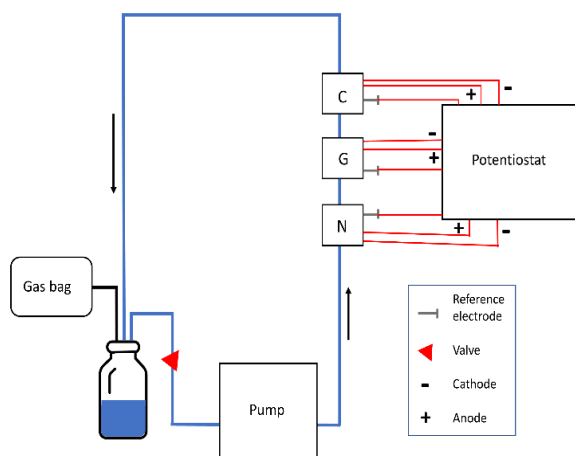 C
-
+
-
G
+
Potentiostat
N
+
-
Gas bag
Reference
electrode
Valve
- Cathode
+ Anode
Pump